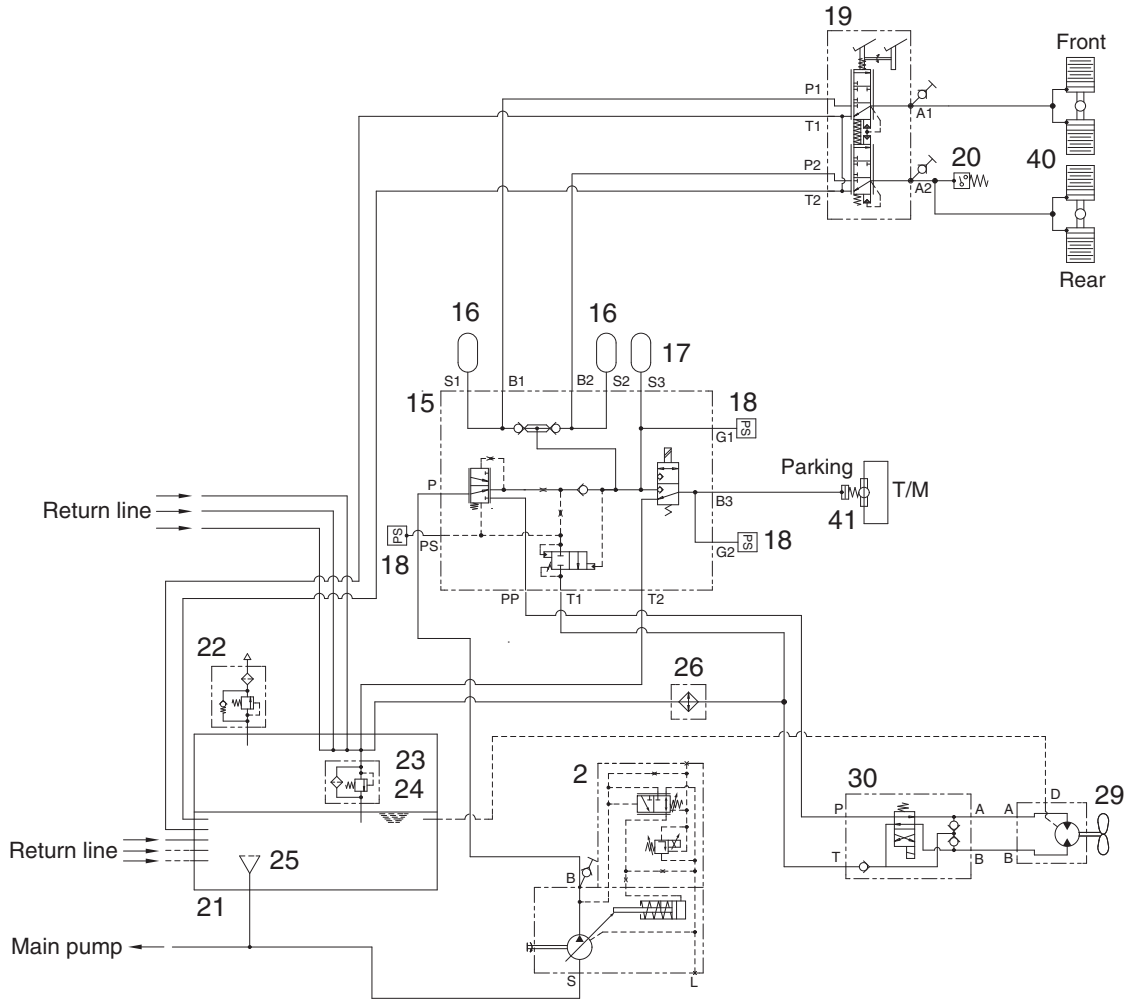 19
Front
P1
T1
A1
20
40
P2
A2
T2
Rear
16
16
17
S1
B1
B2
S2
S3
15
18
PS
G1
P
Parking
T/M
B3
41
Return line
PS
PS
18
PS
G2
18
PP
T1
T2
22
26
23
24
2
30
D
29
P
A
A
T
B
B
Return line
25
21
B
Main pump
S
L